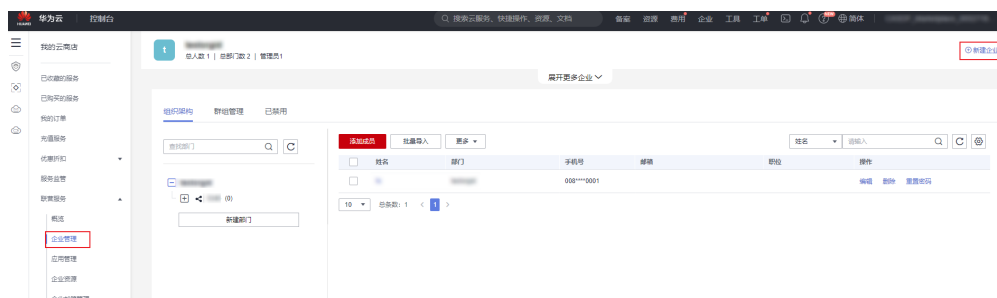 HUAWEI 华为云 控制台 搜索云服务、快捷操作、资源、文档 备案 资源 费用 企业 工具 工单 简体
我的云商店
t
总人数 1 | 总部门数 2 | 管理员1
新建企业
已收藏的服务
展开更多企业
已购买的服务
我的订单
组织架构 群组管理 已禁用
充值服务
查找部门
添加成员 批量导入 更多 姓名 请输入
优惠折扣
姓名 部门 手机号 邮箱 职位 操作
服务监管
008****0001 编辑 删除 重置密码
联营服务
(0)
10 总条数: 1 < 1 >
概览
新建部门
企业管理
应用管理
企业资源